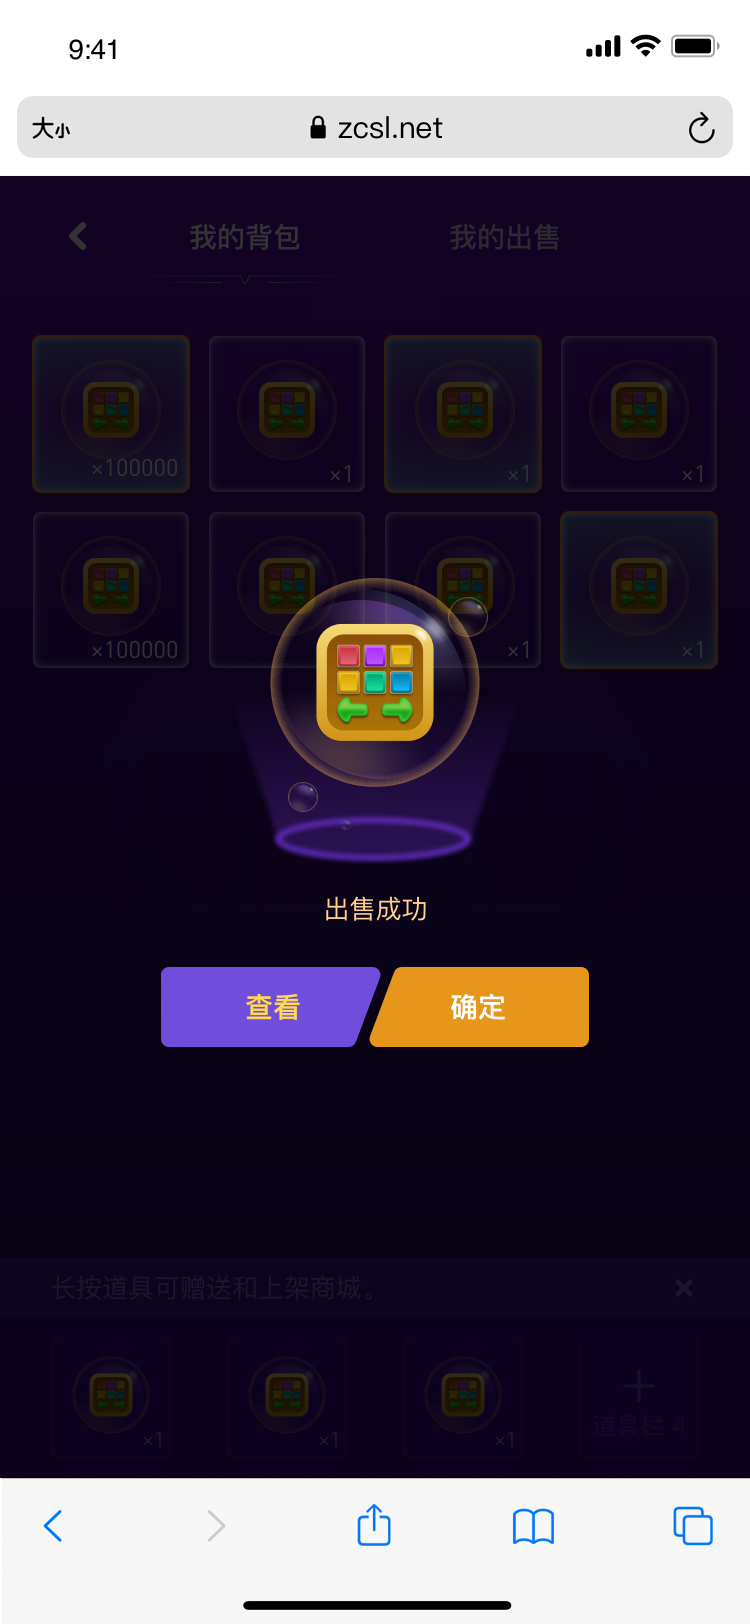 9:41
大小
zcsl.net
我的背包
我的出售
×100000
×1
×1
×1
×100000
×1
×1
出售成功
查看
确定
长按道具可赠送和上架商城。
×1
×1
×1
道具栏 4